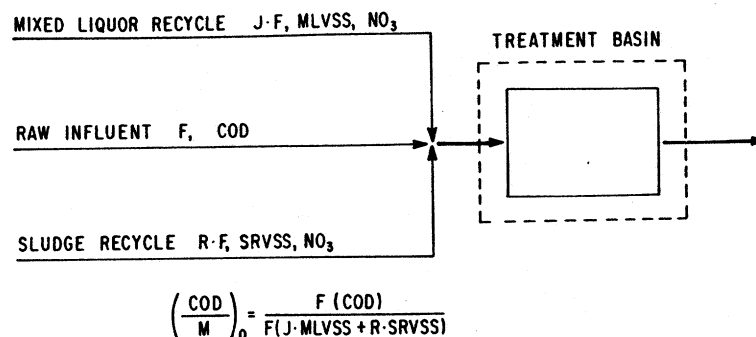 MIXED LIQUOR RECYCLE J·F, MLVSS, NO₃
TREATMENT BASIN
RAW INFLUENT F, COD
SLUDGE RECYCLE R·F, SRVSS, NO₃
(COD/M)₀ = F(COD)/F(J·MLVSS + R·SRVSS)